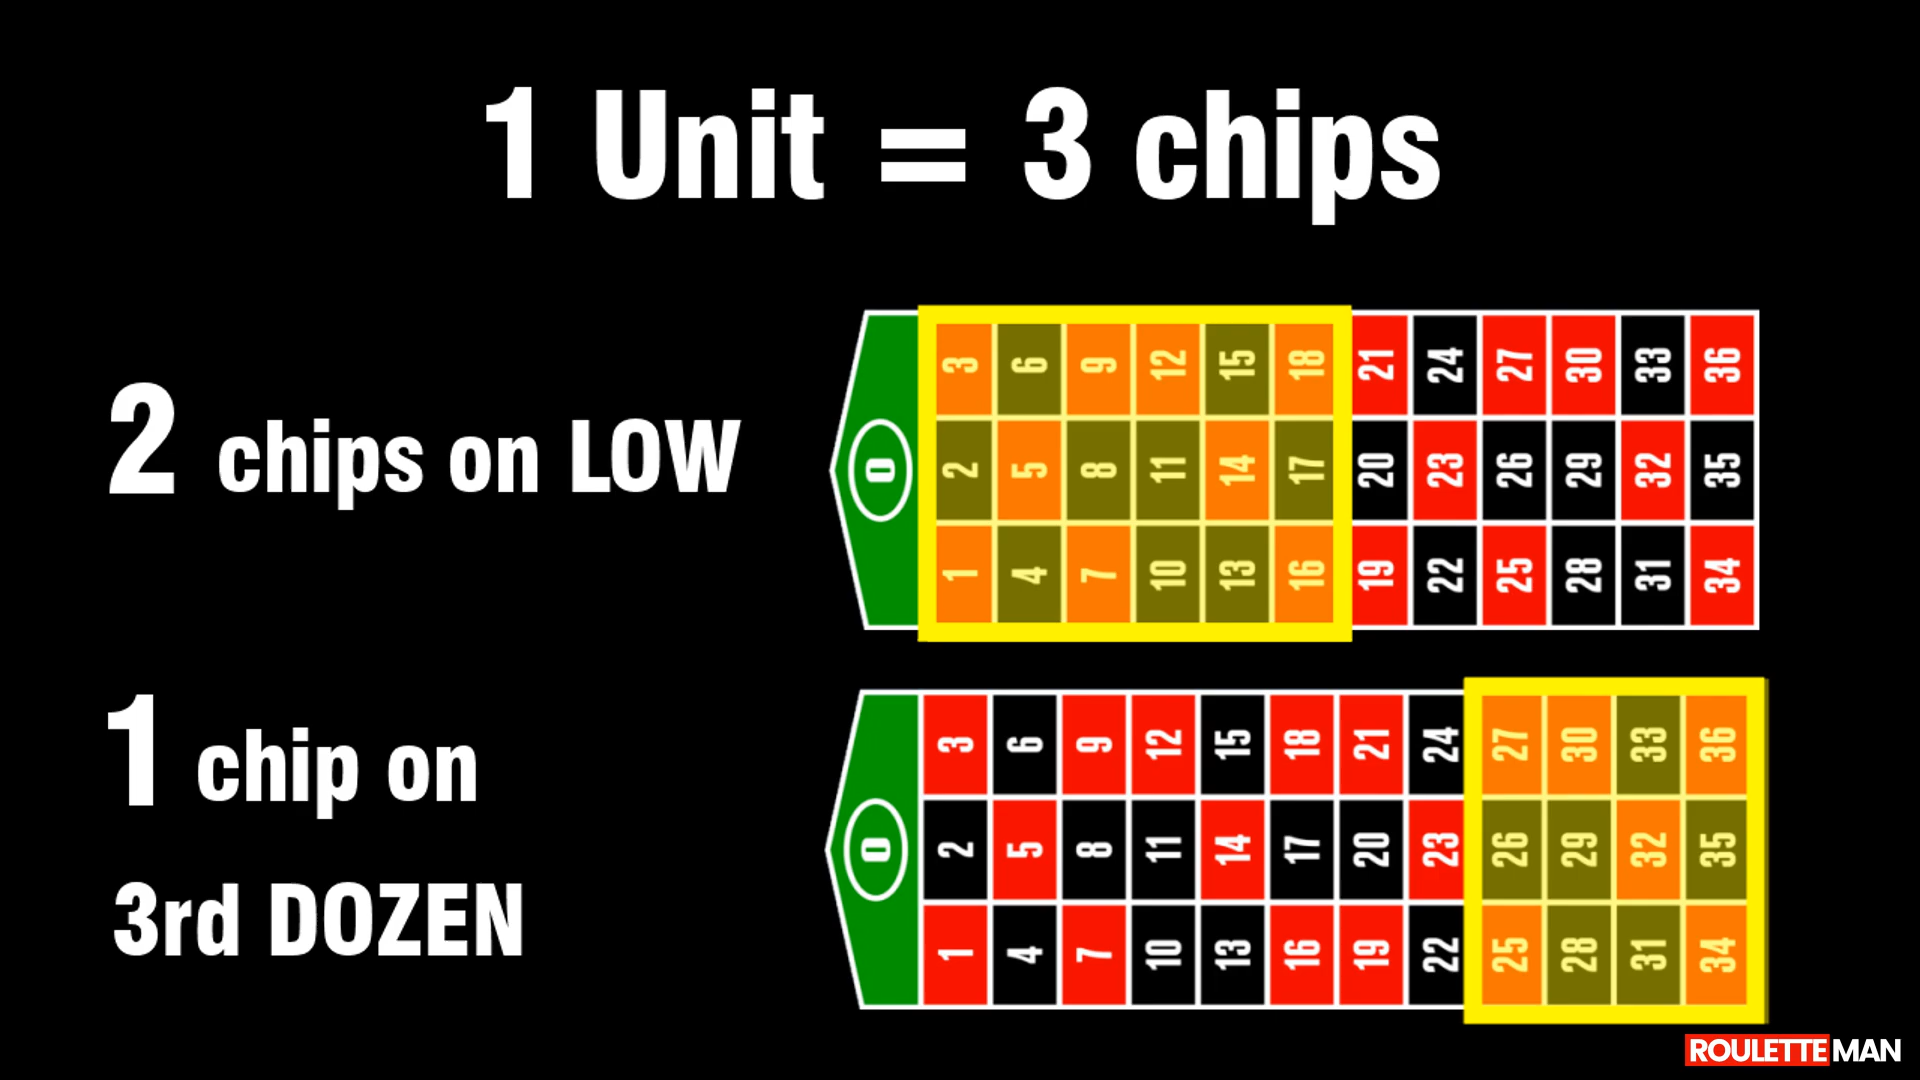 1 Unit = 3 chips
2 chips on LOW
0 3 6 9 12 15 18 21 24 27 30 33 36
2 5 8 11 14 17 20 23 26 29 32 35
1 4 7 10 13 16 19 22 25 28 31 34
1 chip on
3rd DOZEN
0 3 6 9 12 15 18 21 24 27 30 33 36
2 5 8 11 14 17 20 23 26 29 32 35
1 4 7 10 13 16 19 22 25 28 31 34
ROULETTE MAN